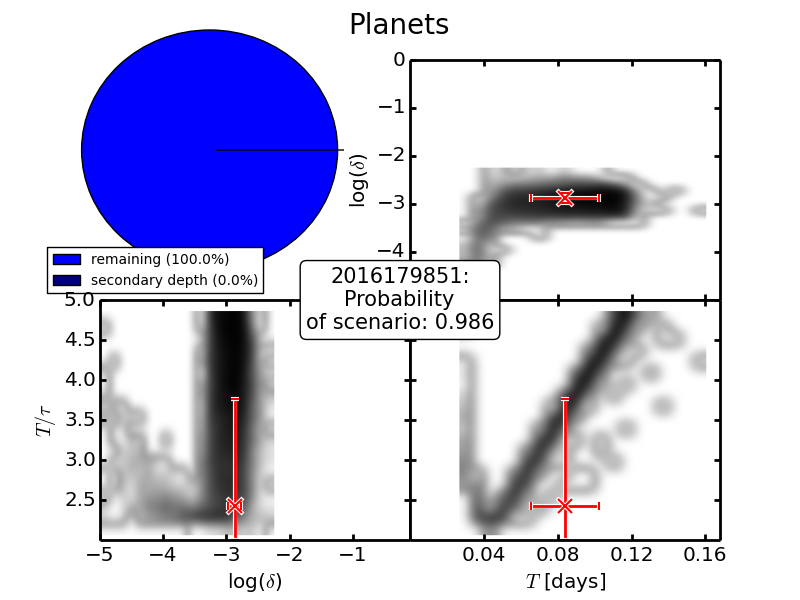 Planets
0
−1
−2
−3
−4
log(δ)
remaining (100.0%)
secondary depth (0.0%)
2016179851:
Probability
of scenario: 0.986
5.0
4.5
4.0
3.5
3.0
2.5
T/τ
−5 −4 −3 −2 −1
log(δ)
0.04 0.08 0.12 0.16
T [days]